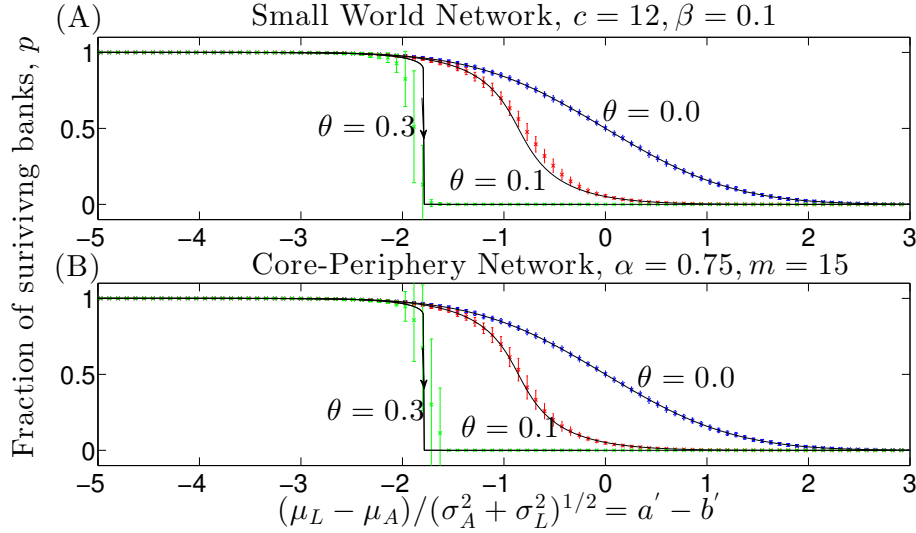 (A) Small World Network, c = 12, β = 0.1
Fraction of suriivng banks, p
1
0.5
0
θ = 0.3
θ = 0.0
θ = 0.1
−5 −4 −3 −2 −1 0 1 2 3
(B) Core-Periphery Network, α = 0.75, m = 15
1
0.5
0
θ = 0.3
θ = 0.0
θ = 0.1
−5 −4 −3 −2 −1 0 1 2 3
(μ_L − μ_A)/(σ_A^2 + σ_L^2)^{1/2} = a′ − b′